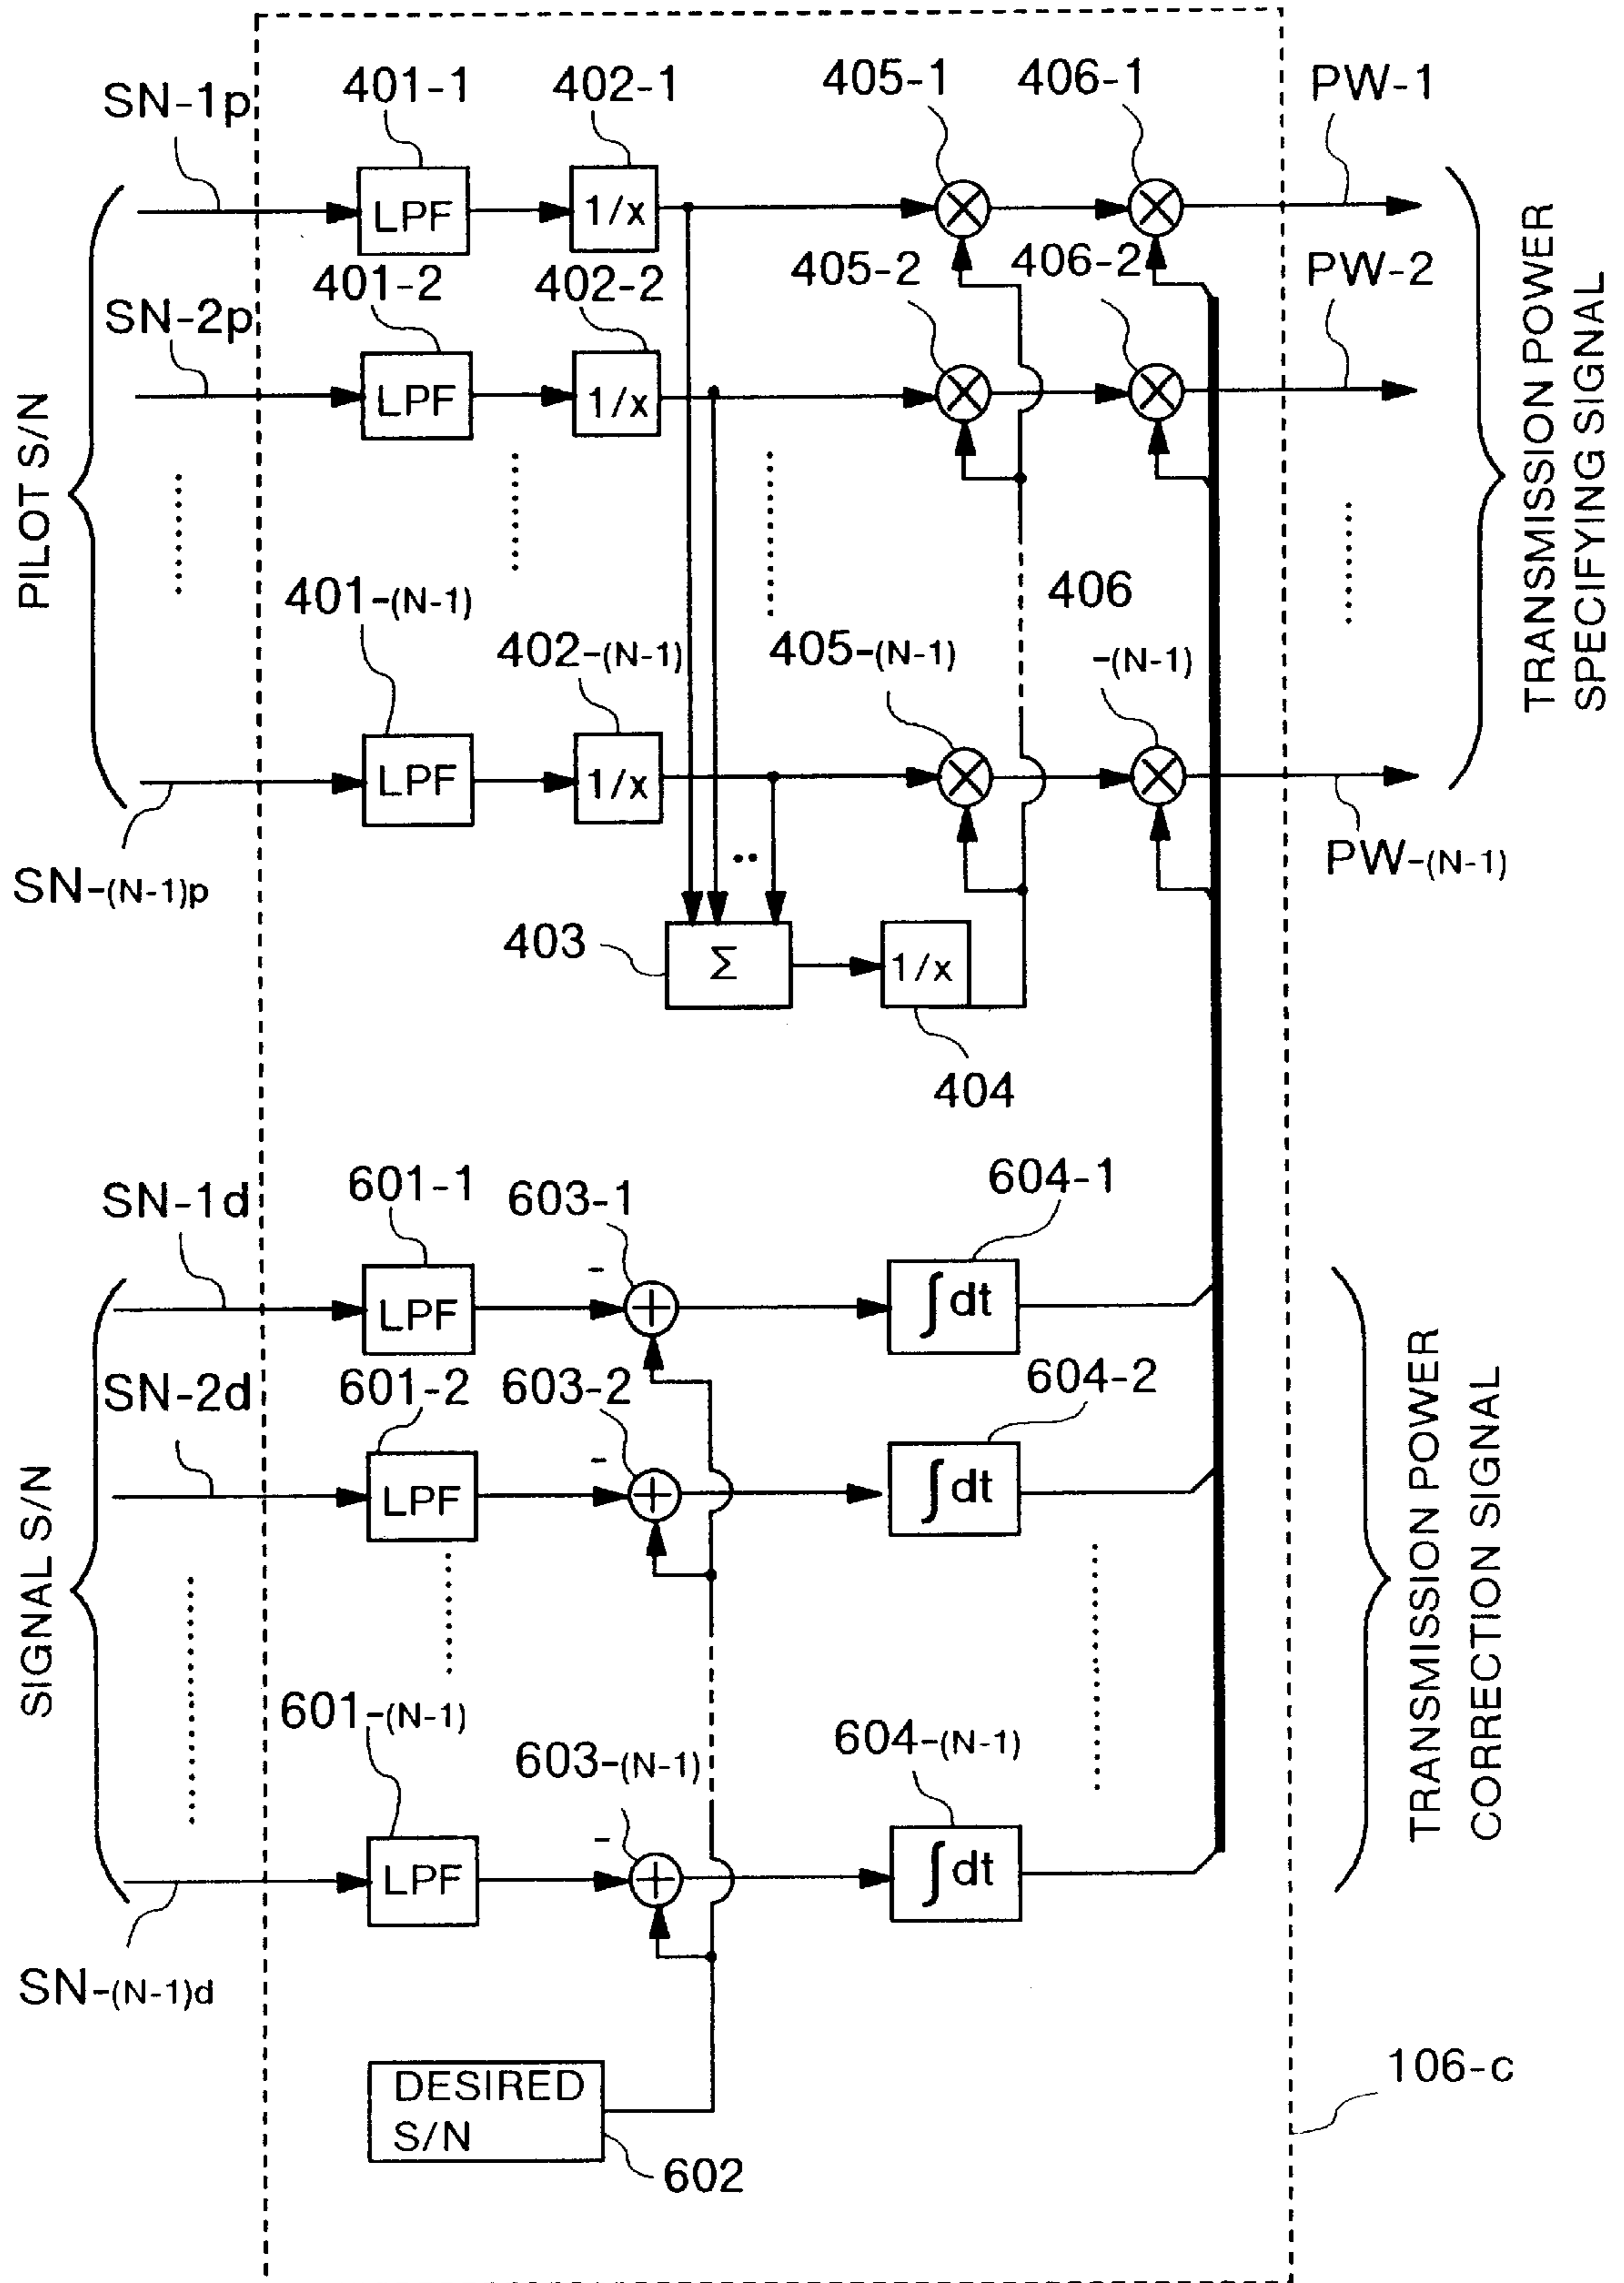 401-1
402-1
405-1
406-1
PW-1
SN-1p
LPF
1/x
401-2
402-2
405-2
406-2
PW-2
SN-2p
LPF
1/x
PILOT S/N
TRANSMISSION POWER
SPECIFYING SIGNAL
401-(N-1)
402-(N-1)
405-(N-1)
406
-(N-1)
LPF
1/x
SN-(N-1)p
PW-(N-1)
403
Σ
1/x
404
SN-1d
601-1
603-1
604-1
-
LPF
+
∫dt
SN-2d
601-2
603-2
604-2
-
LPF
+
∫dt
SIGNAL S/N
TRANSMISSION POWER
CORRECTION SIGNAL
601-(N-1)
603-(N-1)
604-(N-1)
-
LPF
+
∫dt
SN-(N-1)d
DESIRED
S/N
602
106-c